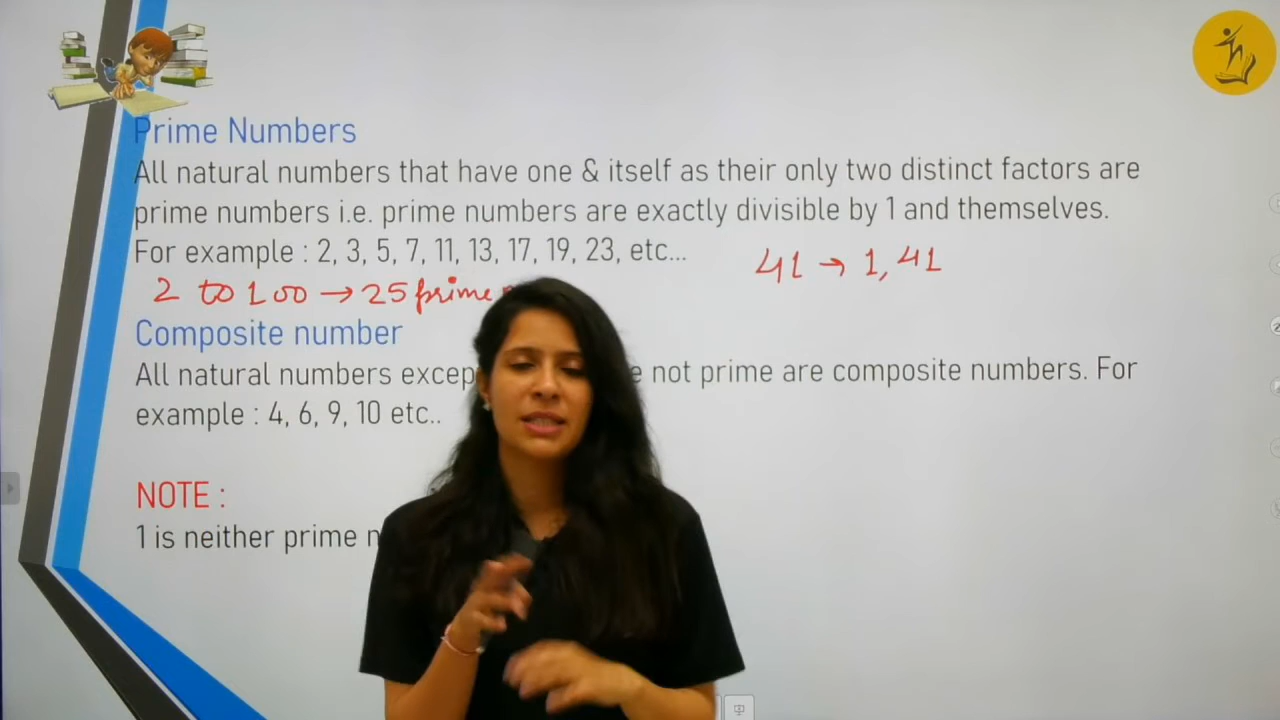 Prime Numbers
All natural numbers that have one & itself as their only two distinct factors are
prime numbers i.e. prime numbers are exactly divisible by 1 and themselves.
For example : 2, 3, 5, 7, 11, 13, 17, 19, 23, etc...
41 → 1, 41
2 to 100 → 25 prime
Composite number
All natural numbers not prime are composite numbers. For
example : 4, 6, 9, 10 etc..
NOTE :
1 is neither prime